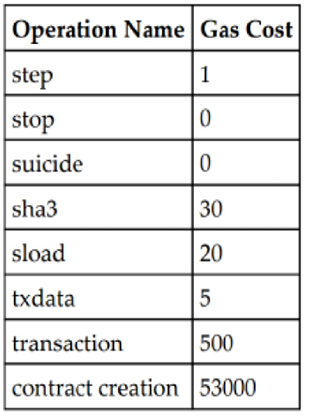 Operation Name Gas Cost
step 1
stop 0
suicide 0
sha3 30
sload 20
txdata 5
transaction 500
contract creation 53000